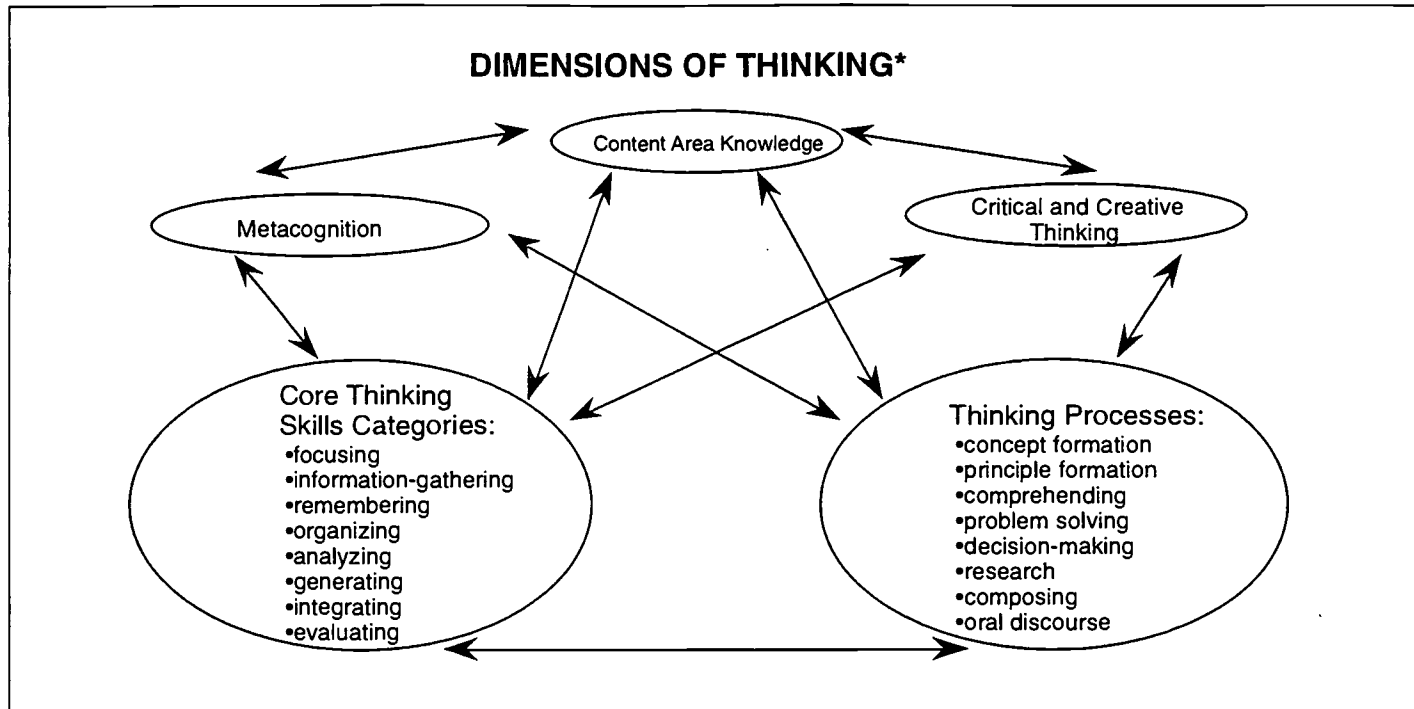 DIMENSIONS OF THINKING*
Content Area Knowledge
Metacognition
Critical and Creative
Thinking
Core Thinking
Skills Categories:
•focusing
•information-gathering
•remembering
•organizing
•analyzing
•generating
•integrating
•evaluating
Thinking Processes:
•concept formation
•principle formation
•comprehending
•problem solving
•decision-making
•research
•composing
•oral discourse